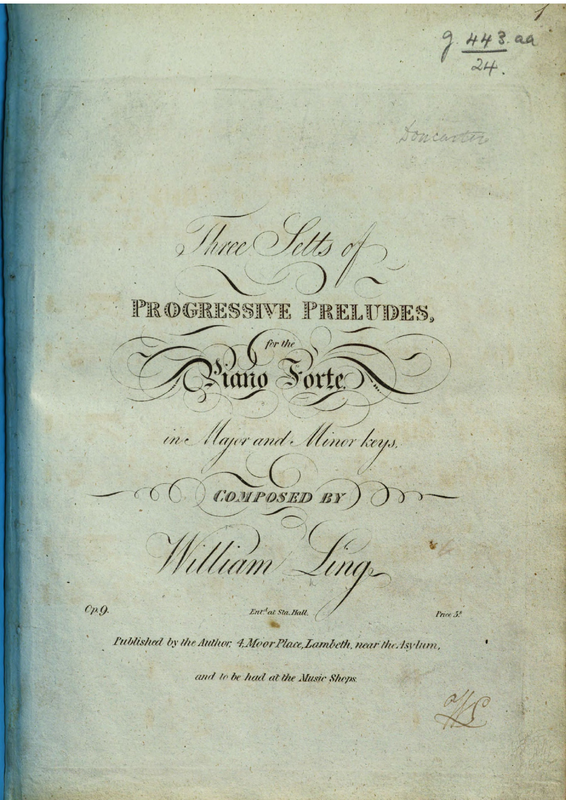 1
g. 443. aa
24.
Doncaster
Three Setts of
PROGRESSIVE PRELUDES,
for the
Piano Forte,
in Major and Minor keys,
COMPOSED BY
William Ling
Op. 9.
Entd. at Sta. Hall.
Price 5s.
Published by the Author, 4, Moor Place, Lambeth, near the Asylum,
and to be had at the Music Shops.